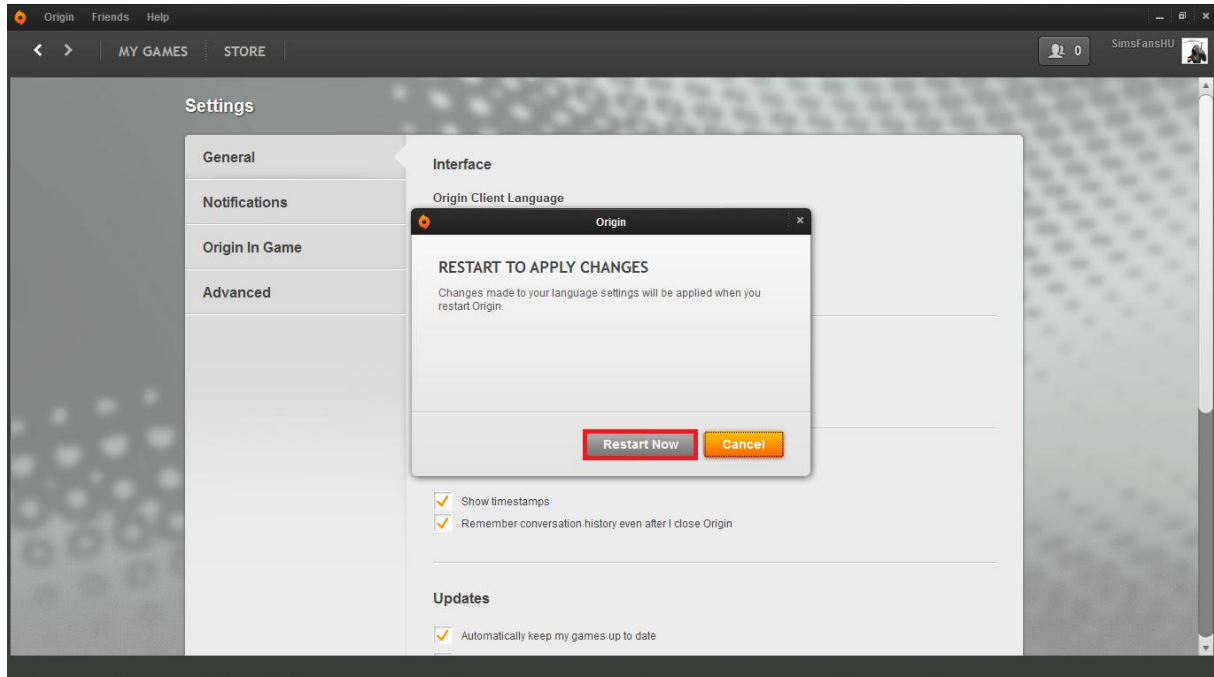 Origin Friends Help
MY GAMES STORE
0 SimsFansHU
Settings
General
Notifications
Origin In Game
Advanced
Interface
Origin Client Language
Origin
RESTART TO APPLY CHANGES
Changes made to your language settings will be applied when you
restart Origin.
Restart Now Cancel
Show timestamps
Remember conversation history even after I close Origin
Updates
Automatically keep my games up to date